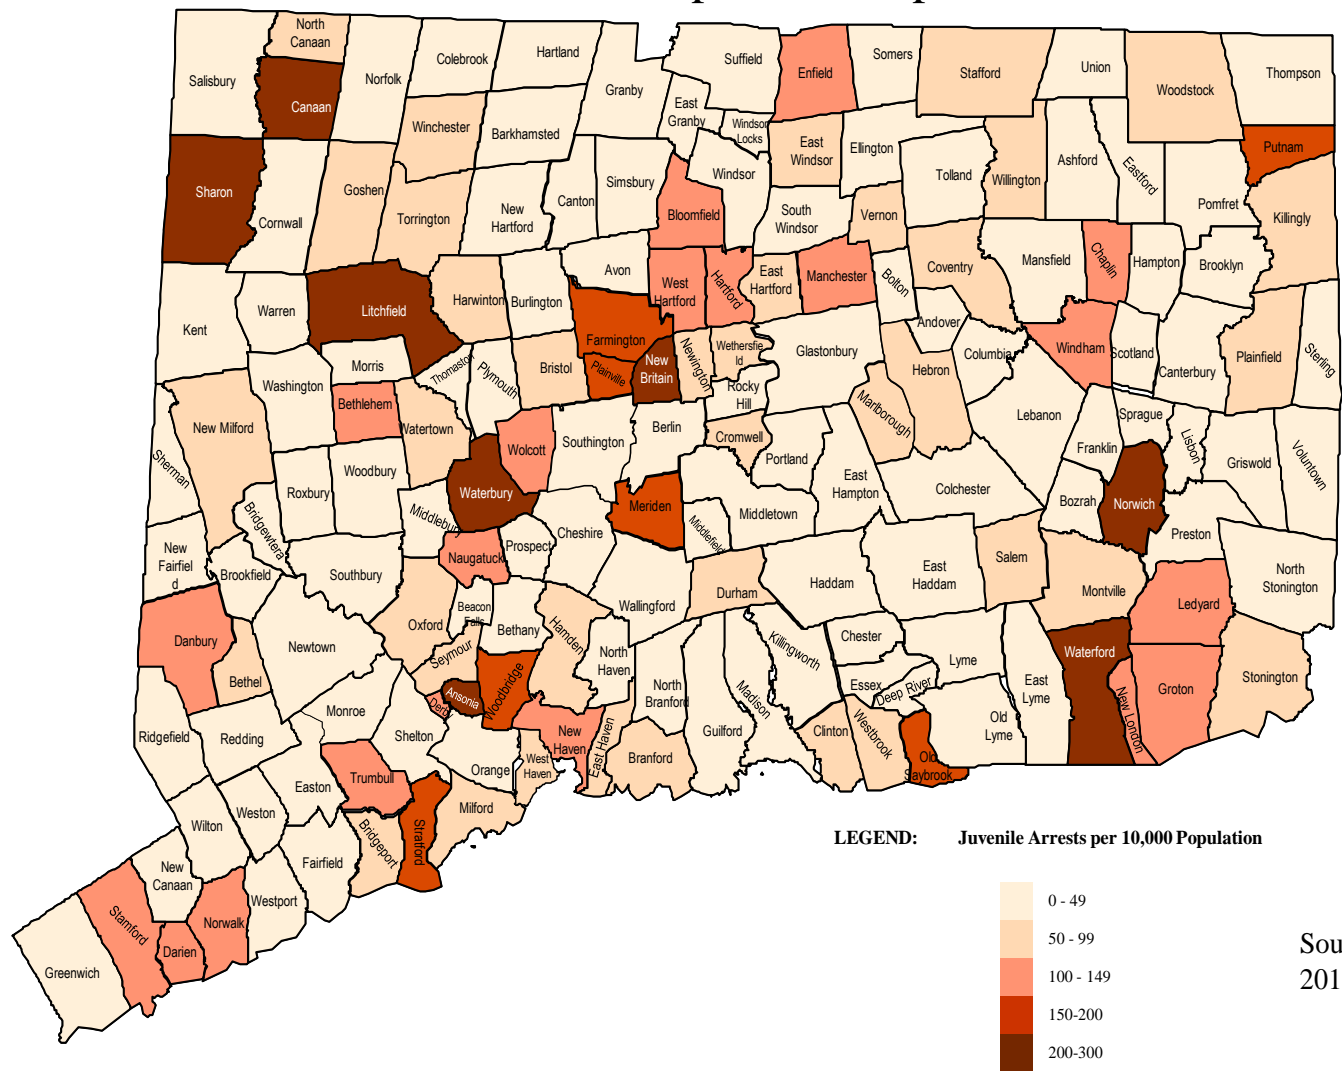 North
Canaan
Salisbury
Canaan
Norfolk
Colebrook
Hartland
Granby
Suffield
East
Granby
Windsor
Locks
Enfield
Somers
Stafford
Union
Woodstock
Thompson
Winchester
Barkhamsted
East
Windsor
Ellington
Tolland
Willington
Ashford
Eastford
Putnam
Sharon
Cornwall
Goshen
Torrington
New
Hartford
Canton
Simsbury
Bloomfield
Windsor
South
Windsor
Vernon
Pomfret
Killingly
Kent
Warren
Litchfield
Harwinton
Burlington
Avon
West
Hartford
Hartford
East
Hartford
Manchester
Bolton
Coventry
Mansfield
Chaplin
Hampton
Brooklyn
Washington
Morris
Thomaston
Plymouth
Bristol
Farmington
Plainville
New
Britain
Newington
Wethersfie
ld
Rocky
Hill
Glastonbury
Andover
Hebron
Columbia
Windham
Scotland
Canterbury
Plainfield
Sterling
New Milford
Bethlehem
Watertown
Wolcott
Southington
Berlin
Cromwell
Portland
Marlborough
Lebanon
Franklin
Sprague
Lisbon
Griswold
Voluntown
Sherman
Roxbury
Woodbury
Waterbury
Meriden
Middletown
East
Hampton
Colchester
Bozrah
Norwich
Bridgewtera
Middlebury
Cheshire
Middlefield
Preston
New
Fairfiel
d
Brookfield
Southbury
Naugatuck
Prospect
Wallingford
Durham
Haddam
East
Haddam
Salem
Montville
Ledyard
North
Stonington
Danbury
Bethel
Newtown
Oxford
Beacon
Falls
Bethany
Hamden
North
Haven
Killingworth
Chester
Lyme
East
Lyme
Waterford
New London
Groton
Stonington
Seymour
Ansonia
Derby
Woodbridge
North
Branford
Guilford
Madison
Essex
Deep River
Old
Lyme
Ridgefield
Redding
Monroe
Shelton
Orange
West
Haven
New
Haven
East Haven
Branford
Clinton
Westbrook
Old
Saybrook
Wilton
Weston
Easton
Trumbull
Stratford
Milford
Bridgeport
Fairfield
New
Canaan
Westport
Norwalk
Darien
Stamford
Greenwich
LEGEND: Juvenile Arrests per 10,000 Population
0 - 49
50 - 99
100 - 149
150-200
200-300
Sou
201